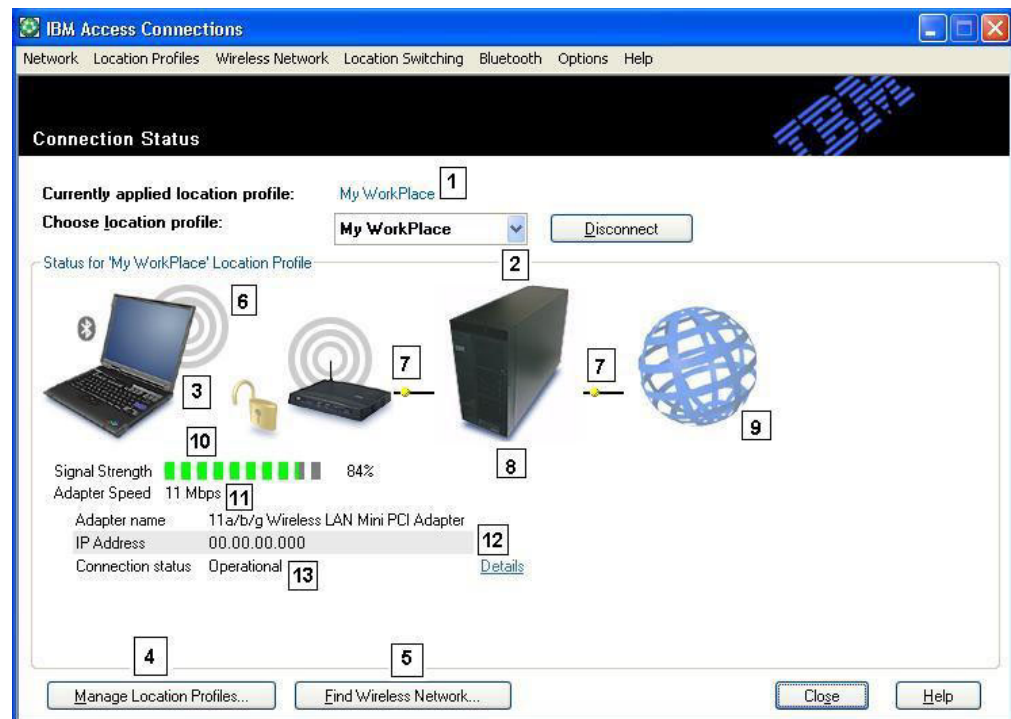 IBM Access Connections
Network Location Profiles Wireless Network Location Switching Bluetooth Options Help
IBM
Connection Status
Currently applied location profile: My WorkPlace 1
Choose location profile: My WorkPlace Disconnect
2
Status for 'My WorkPlace' Location Profile
6
7 7
3
9
10
8
Signal Strength 84%
Adapter Speed 11 Mbps 11
Adapter name 11a/b/g Wireless LAN Mini PCI Adapter
IP Address 00.00.00.000 12
Connection status Operational 13 Details
4 5
Manage Location Profiles... Find Wireless Network... Close Help